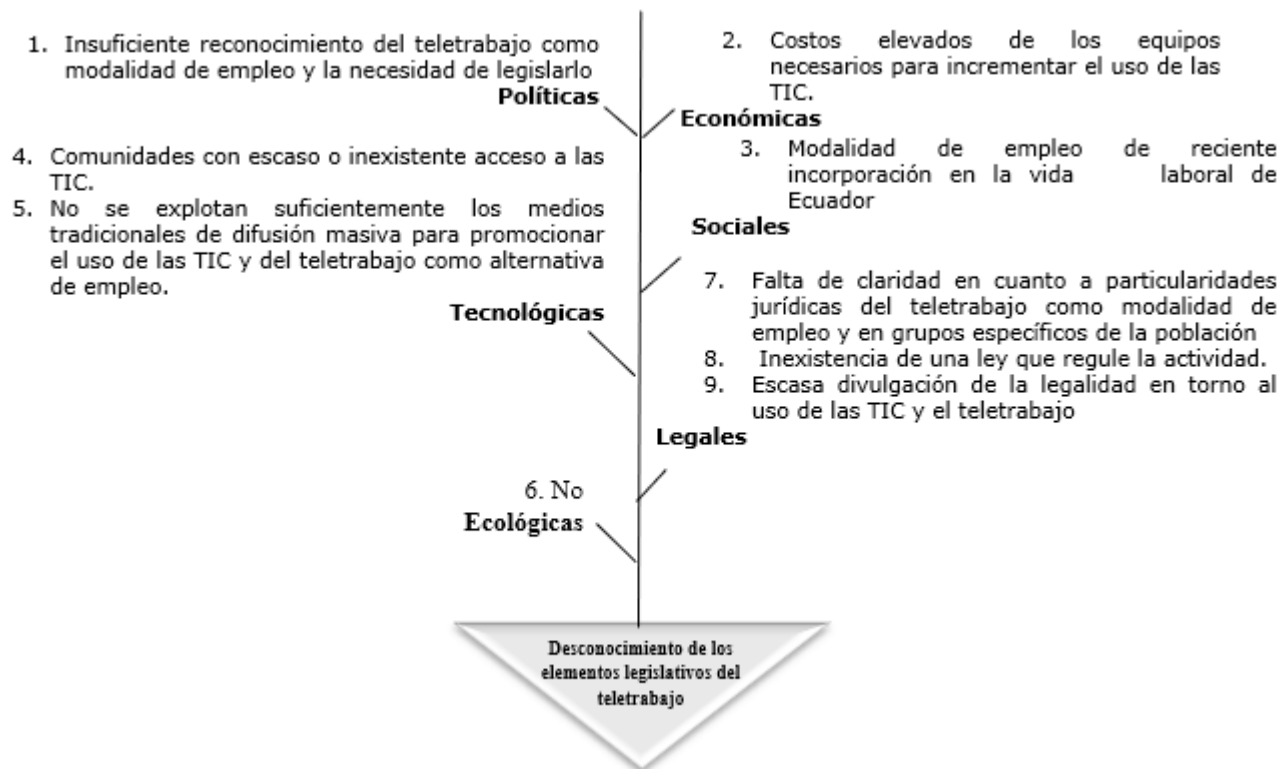 1. Insuficiente reconocimiento del teletrabajo como
modalidad de empleo y la necesidad de legislarlo
Políticas
2. Costos elevados de los equipos
necesarios para incrementar el uso de las
TIC.
Económicas
3. Modalidad de empleo de reciente
incorporación en la vida laboral de
Ecuador
Sociales
4. Comunidades con escaso o inexistente acceso a las
TIC.
5. No se explotan suficientemente los medios
tradicionales de difusión masiva para promocionar
el uso de las TIC y del teletrabajo como alternativa
de empleo.
Tecnológicas
7. Falta de claridad en cuanto a particularidades
jurídicas del teletrabajo como modalidad de
empleo y en grupos específicos de la población
8. Inexistencia de una ley que regule la actividad.
9. Escasa divulgación de la legalidad en torno al
uso de las TIC y el teletrabajo
Legales
6. No
Ecológicas
Desconocimiento de los
elementos legislativos del
teletrabajo